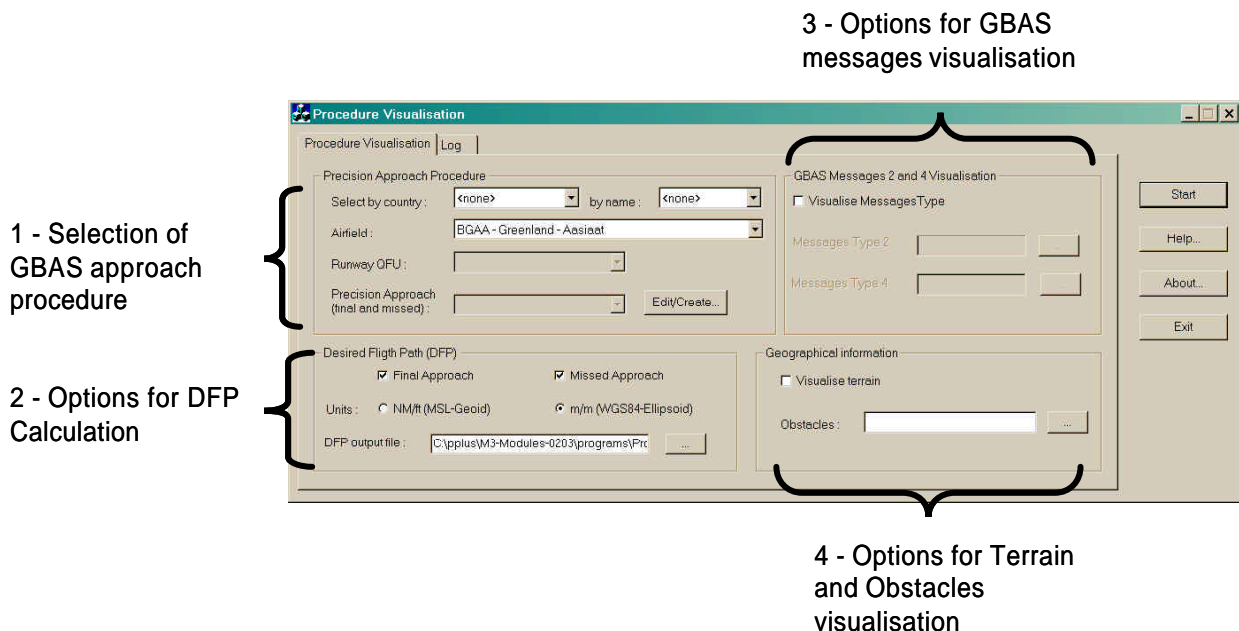 3 - Options for GBAS
messages visualisation
Procedure Visualisation
Procedure Visualisation
Log
Precision Approach Procedure
Select by country :
<none>
by name :
<none>
Airfield :
BGAA - Greenland - Aasiaat
Runway QFU :
Precision Approach
(final and missed) :
Edit/Create...
GBAS Messages 2 and 4 Visualisation
Visualise MessagesType
Messages Type 2
...
Messages Type 4
...
Start
Help...
About...
Exit
1 - Selection of
GBAS approach
procedure
Desired Fligth Path (DFP)
Final Approach
Missed Approach
Units :
NM/ft (MSL-Geoid)
m/m (WGS84-Ellipsoid)
DFP output file :
C:\pplus\M3-Modules-0203\programs\Prc
...
Geographical information
Visualise terrain
Obstacles :
...
2 - Options for DFP
Calculation
4 - Options for Terrain
and Obstacles
visualisation